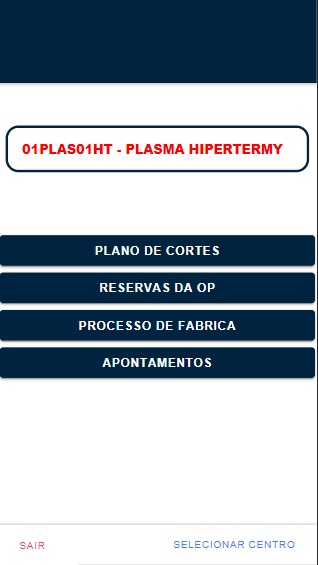 01PLAS01HT - PLASMA HIPERTERMY
PLANO DE CORTES
RESERVAS DA OP
PROCESSO DE FABRICA
APONTAMENTOS
SAIR
SELECIONAR CENTRO